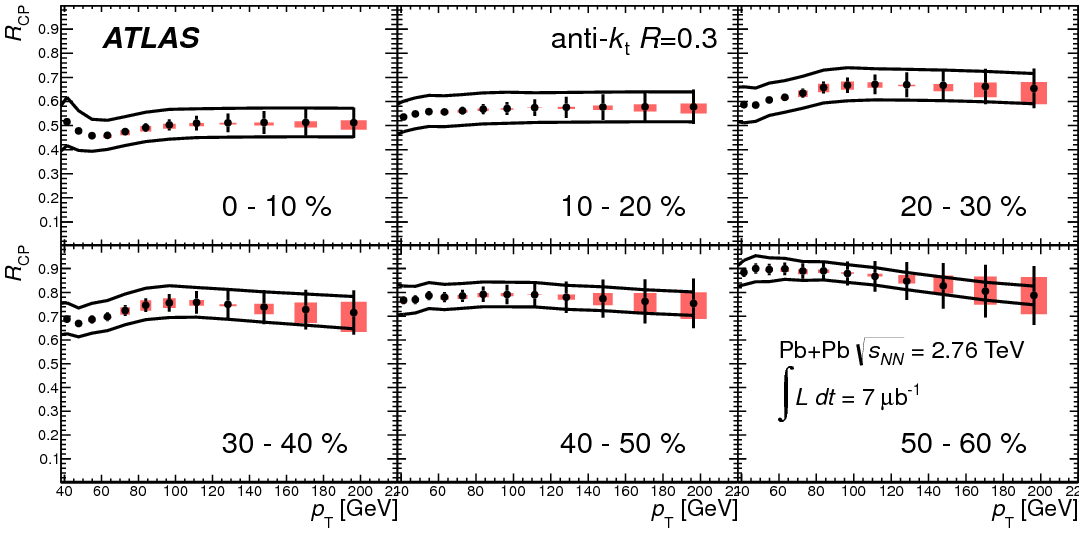 R_CP
0.9
0.8
0.7
0.6
0.5
0.4
0.3
0.2
0.1
ATLAS
0 - 10 %
anti-k_t R=0.3
10 - 20 %
20 - 30 %
R_CP
0.9
0.8
0.7
0.6
0.5
0.4
0.3
0.2
0.1
30 - 40 %
40 - 50 %
Pb+Pb √s_NN = 2.76 TeV
∫ L dt = 7 μb⁻¹
50 - 60 %
40 60 80 100 120 140 160 180 200
60 80 100 120 140 160 180 200
60 80 100 120 140 160 180 200
p_T [GeV] p_T [GeV] p_T [GeV]